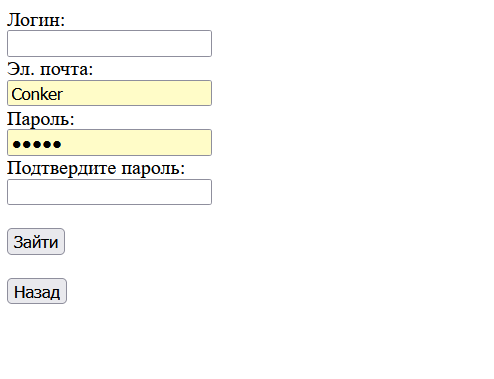 Логин:
Эл. почта:
Conker
Пароль:
●●●●●
Подтвердите пароль:
Зайти
Назад